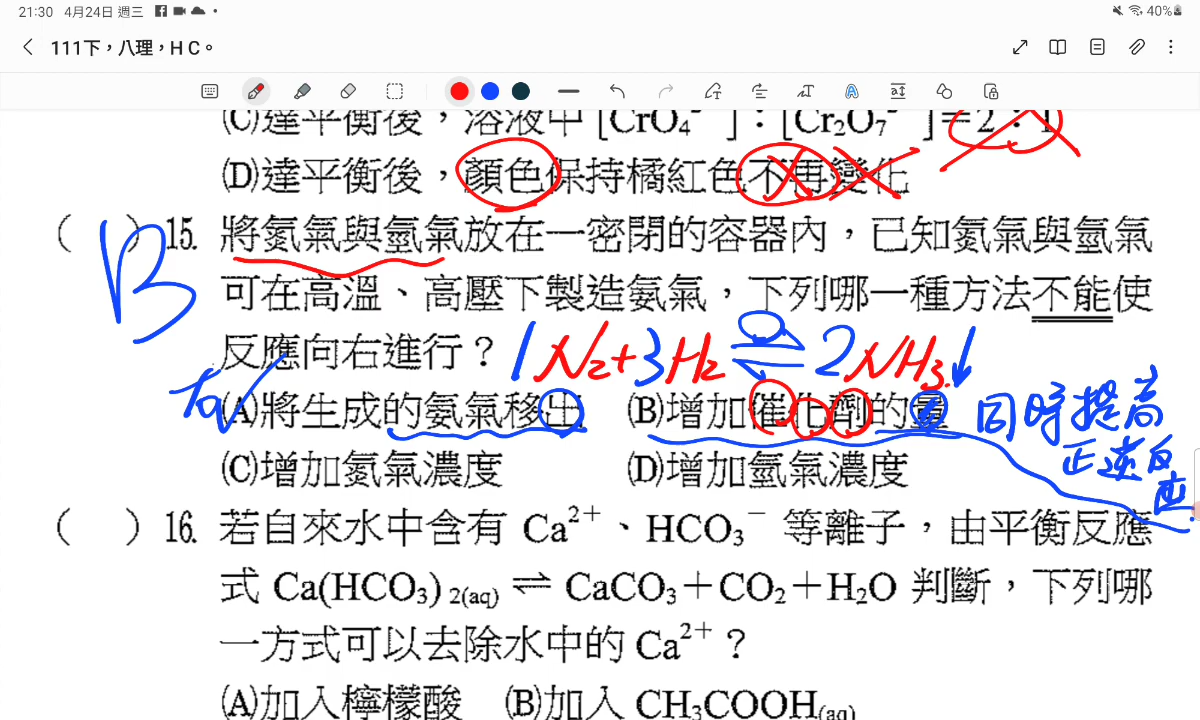 21:30 4月24日 週三 40%
111下，八理，H C。
(C)達平衡後，溶液中 [CrO₄²⁻]：[Cr₂O₇²⁻]＝2：1
(D)達平衡後，顏色保持橘紅色不再變化
(　) B 15. 將氮氣與氫氣放在一密閉的容器內，已知氮氣與氫氣
可在高溫、高壓下製造氨氣，下列哪一種方法不能使
反應向右進行？ 1N₂+3H₂ ⇌ 2NH₃ ↓
右 (A)將生成的氨氣移出 (B)增加催化劑的量 同時提高
正逆反應
(C)增加氮氣濃度 (D)增加氫氣濃度
(　) 16. 若自來水中含有 Ca²⁺、HCO₃⁻ 等離子，由平衡反應
式 Ca(HCO₃)₂(aq) ⇌ CaCO₃＋CO₂＋H₂O 判斷，下列哪
一方式可以去除水中的 Ca²⁺？
(A)加入檸檬酸 (B)加入 CH₃COOH(aq)